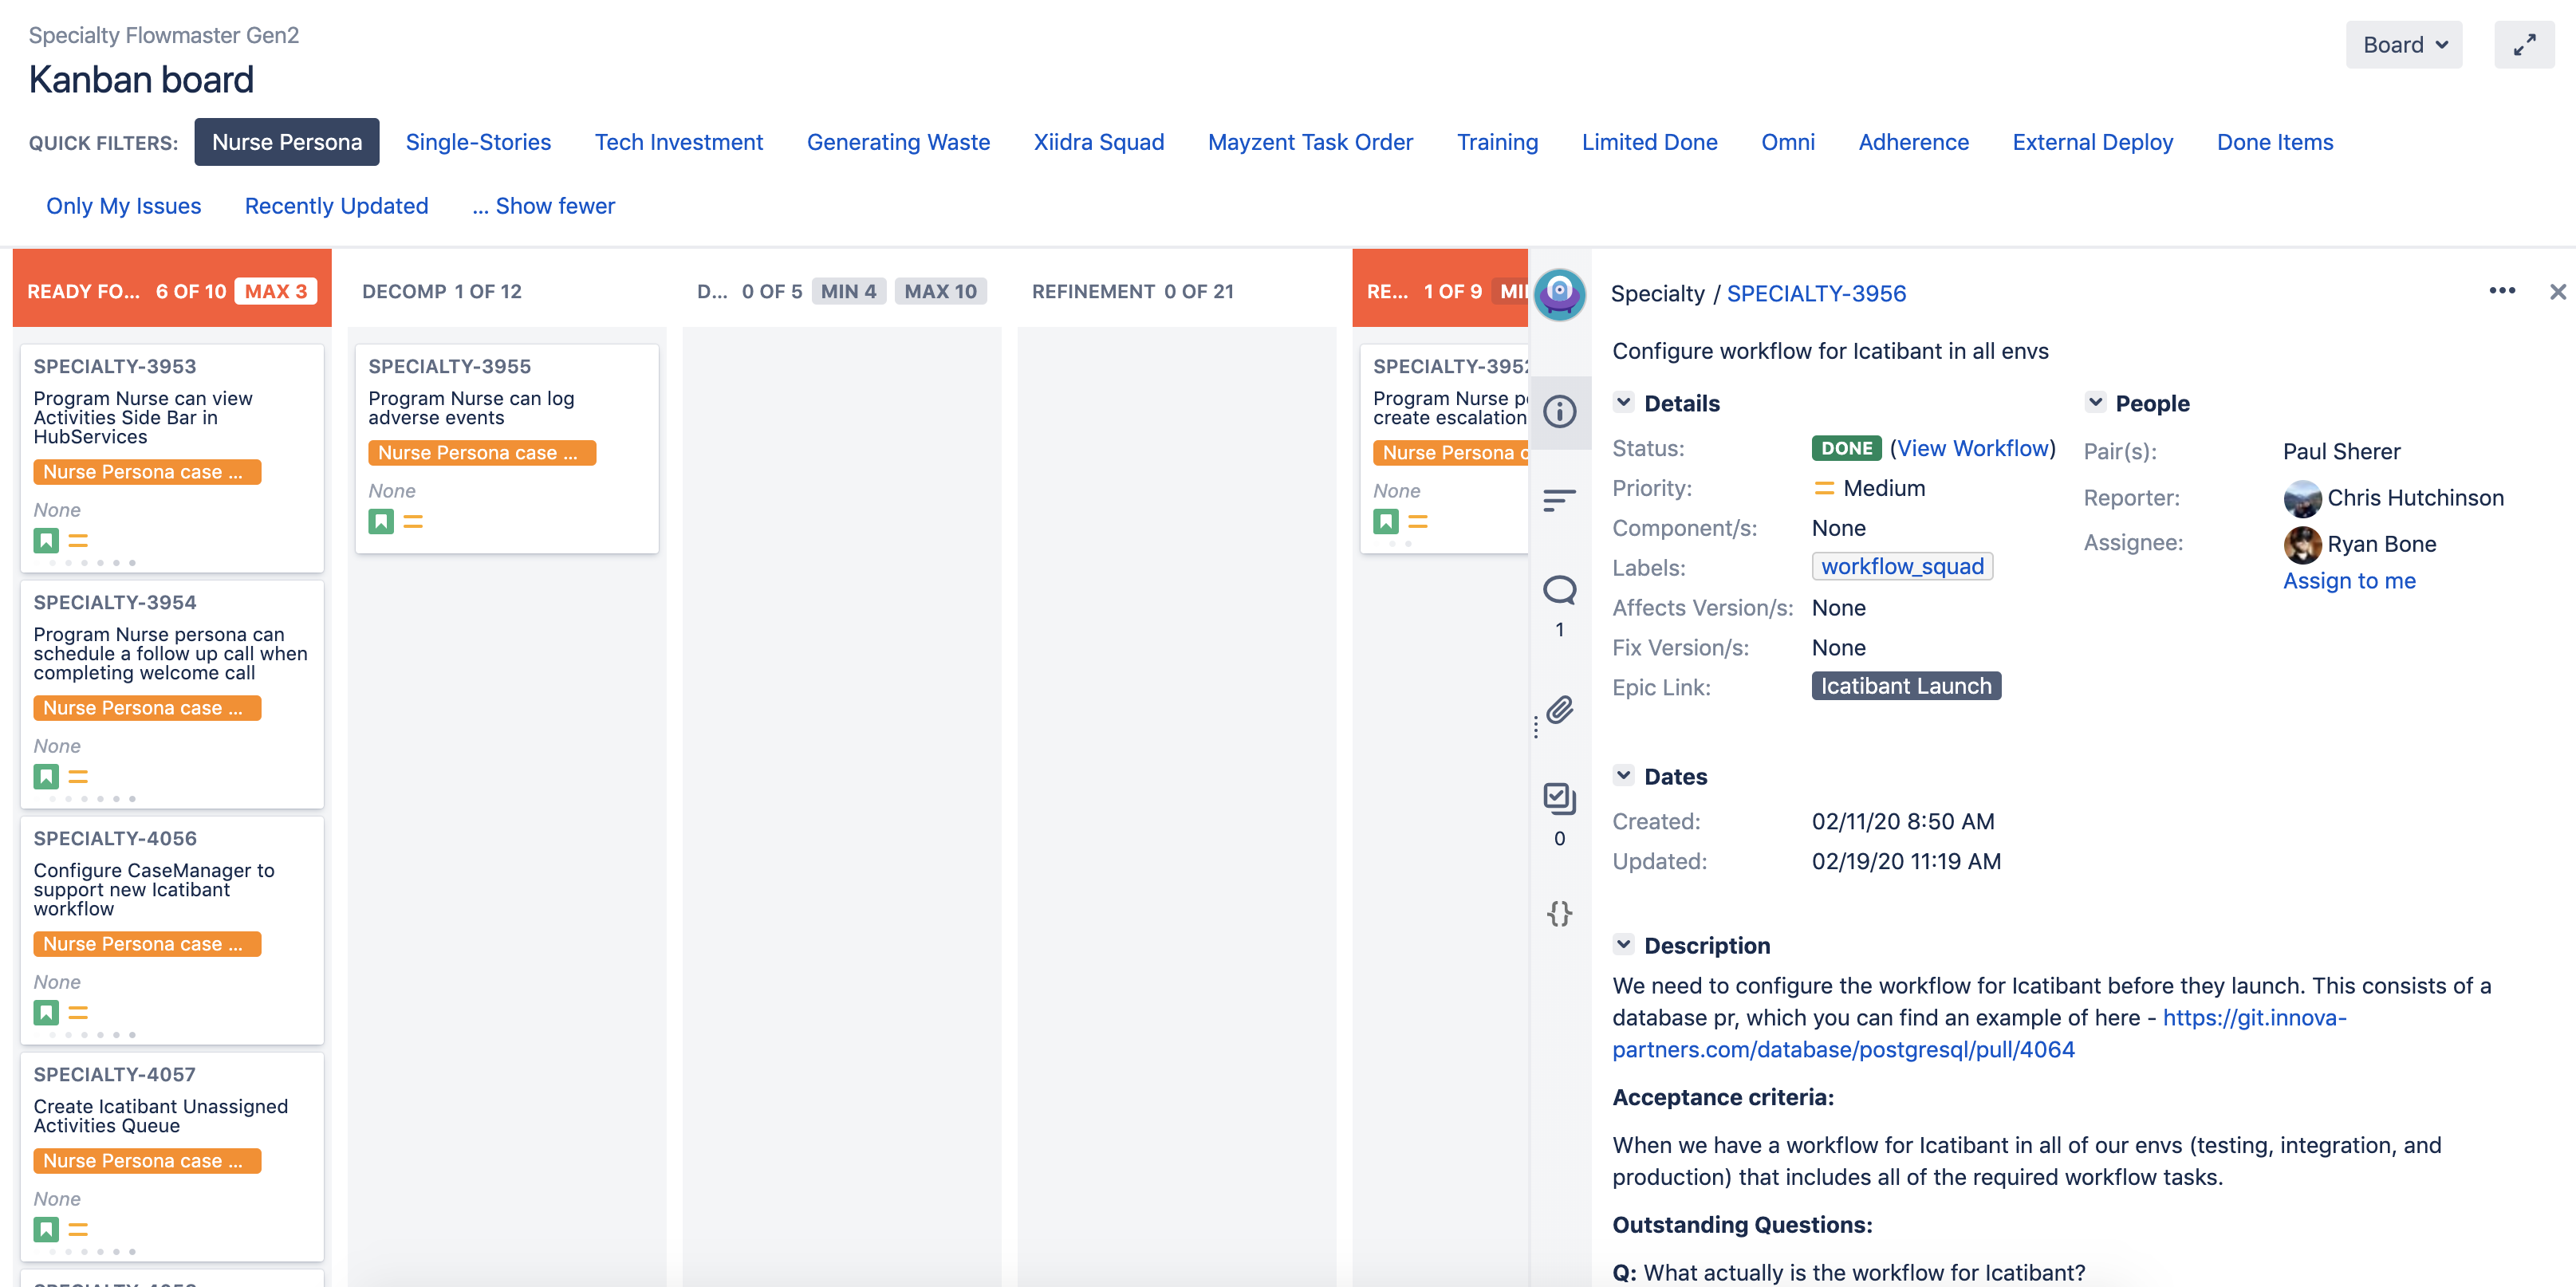 Specialty Flowmaster Gen2
Kanban board
Board
QUICK FILTERS: Nurse Persona Single-Stories Tech Investment Generating Waste Xiidra Squad Mayzent Task Order Training Limited Done Omni Adherence External Deploy Done Items
Only My Issues Recently Updated ... Show fewer
READY FO... 6 OF 10 MAX 3
SPECIALTY-3953
Program Nurse can view
Activities Side Bar in
HubServices
Nurse Persona case ...
None
SPECIALTY-3954
Program Nurse persona can
schedule a follow up call when
completing welcome call
Nurse Persona case ...
None
SPECIALTY-4056
Configure CaseManager to
support new Icatibant
workflow
Nurse Persona case ...
None
SPECIALTY-4057
Create Icatibant Unassigned
Activities Queue
Nurse Persona case ...
None
DECOMP 1 OF 12
SPECIALTY-3955
Program Nurse can log
adverse events
Nurse Persona case ...
None
D... 0 OF 5 MIN 4 MAX 10
REFINEMENT 0 OF 21
RE... 1 OF 9
SPECIALTY-3952
Program Nurse
create escalation
Nurse Persona
None
1
0
Specialty / SPECIALTY-3956
Configure workflow for Icatibant in all envs
Details
Status: DONE (View Workflow)
Priority: Medium
Component/s: None
Labels: workflow_squad
Affects Version/s: None
Fix Version/s: None
Epic Link: Icatibant Launch
People
Pair(s): Paul Sherer
Reporter: Chris Hutchinson
Assignee: Ryan Bone
Assign to me
Dates
Created: 02/11/20 8:50 AM
Updated: 02/19/20 11:19 AM
Description
We need to configure the workflow for Icatibant before they launch. This consists of a
database pr, which you can find an example of here - https://git.innova-
partners.com/database/postgresql/pull/4064
Acceptance criteria:
When we have a workflow for Icatibant in all of our envs (testing, integration, and
production) that includes all of the required workflow tasks.
Outstanding Questions:
Q: What actually is the workflow for Icatibant?